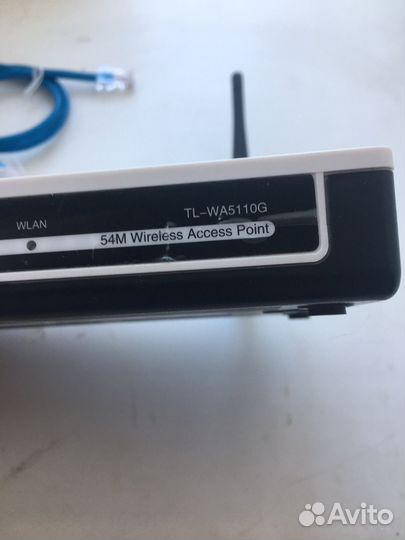 TL-WA5110G
WLAN
54M Wireless Access Point
Avito